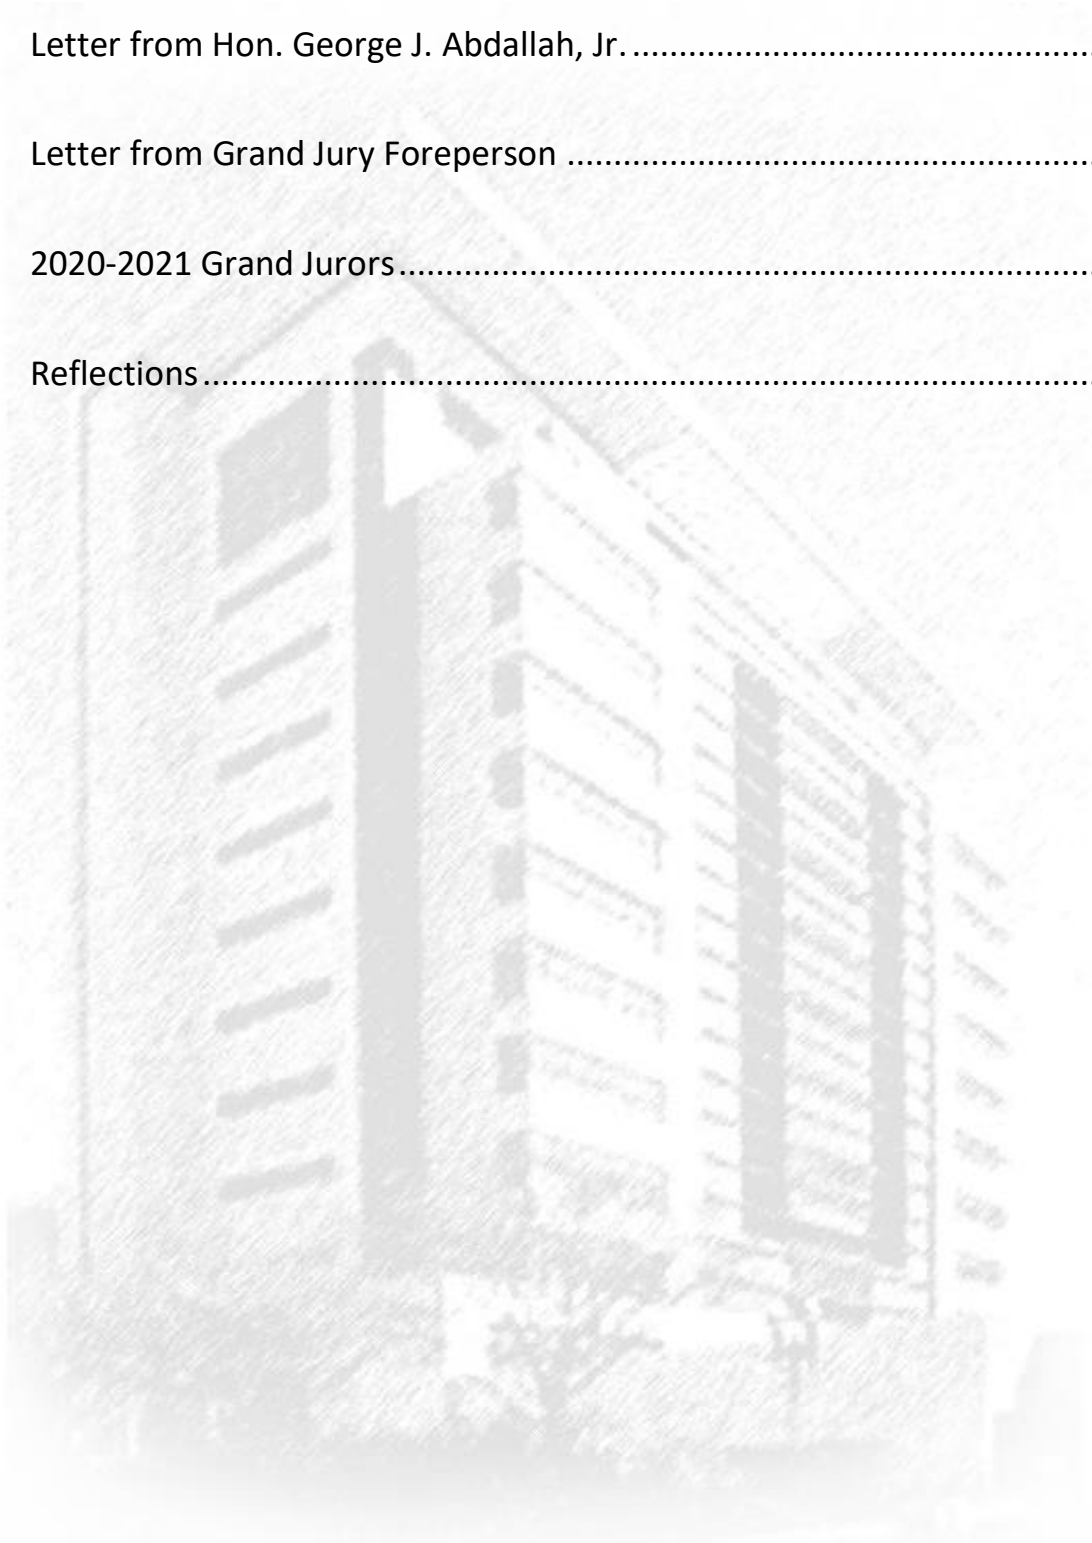 Letter from Hon. George J. Abdallah, Jr. ......................................
Letter from Grand Jury Foreperson ...........................................
2020-2021 Grand Jurors.........................................................
Reflections........................................................................